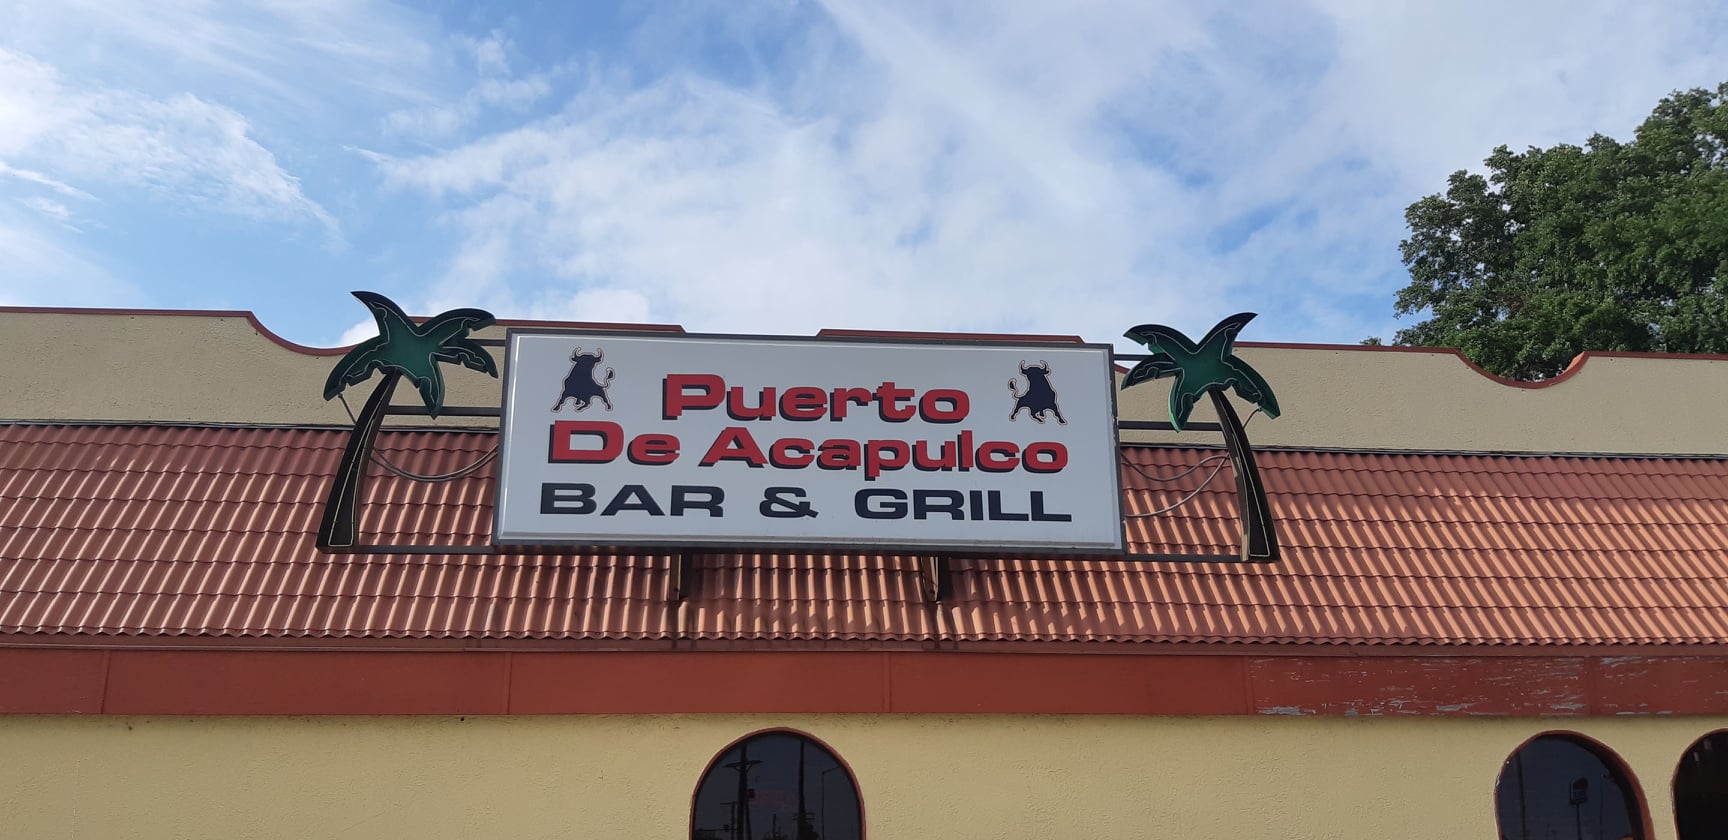 Puerto
De Acapulco
BAR & GRILL